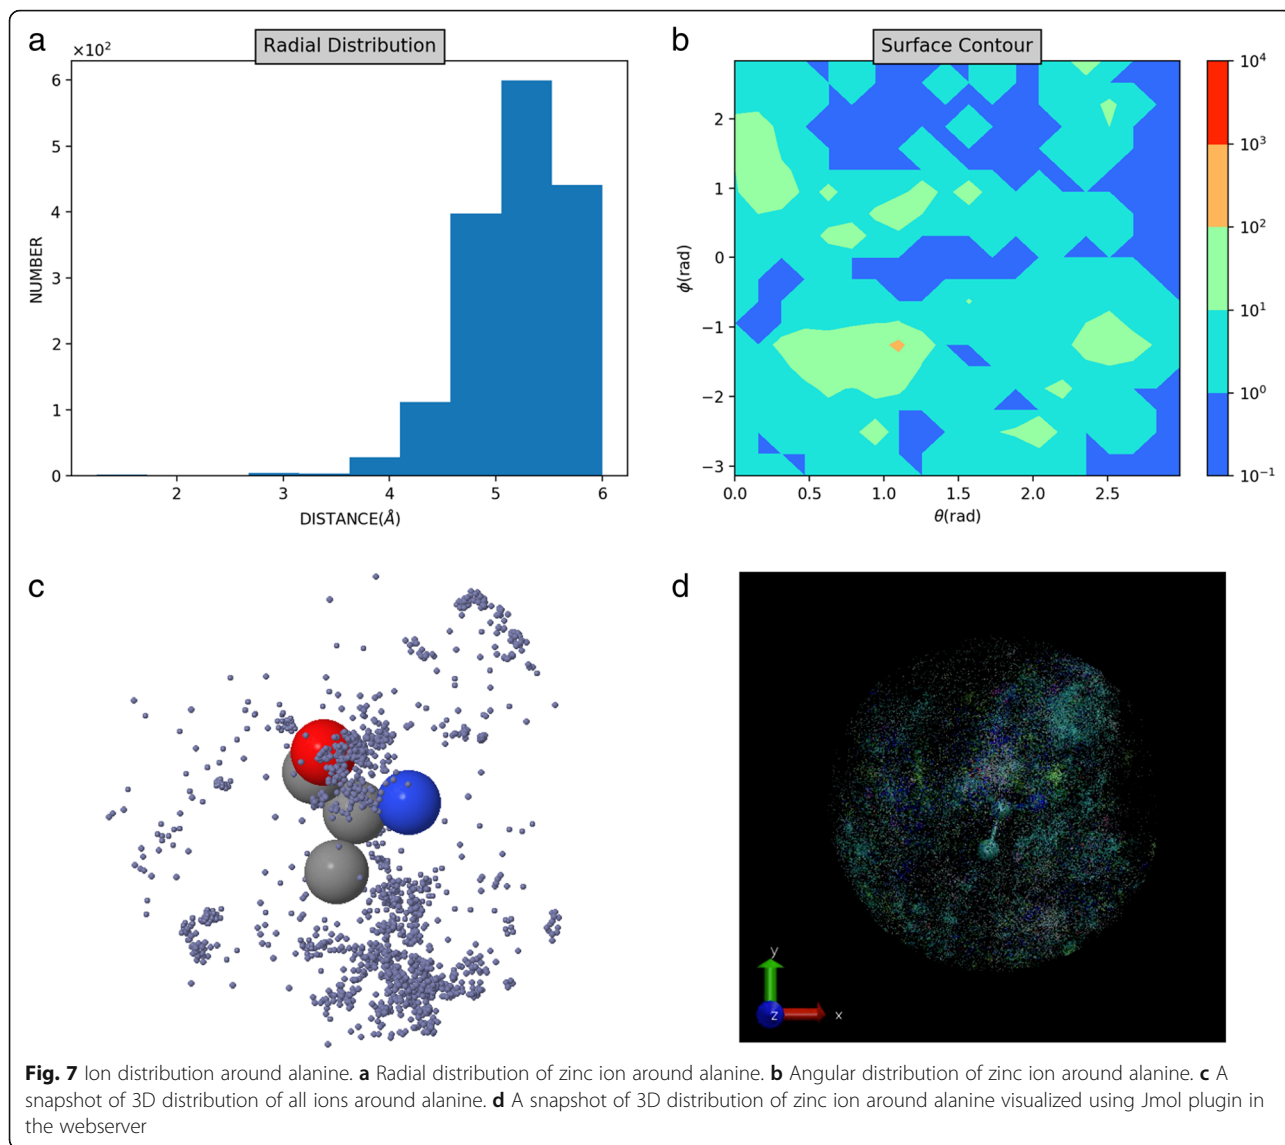 a
Radial Distribution
×10²
6
5
4
3
2
1
0
NUMBER
2 3 4 5 6
DISTANCE(Å)
b
Surface Contour
2
1
0
−1
−2
−3
ϕ(rad)
0.0 0.5 1.0 1.5 2.0 2.5
θ(rad)
10⁴
10³
10²
10¹
10⁰
10⁻¹
c
d
y
z x
Fig. 7 Ion distribution around alanine. a Radial distribution of zinc ion around alanine. b Angular distribution of zinc ion around alanine. c A
snapshot of 3D distribution of all ions around alanine. d A snapshot of 3D distribution of zinc ion around alanine visualized using Jmol plugin in
the webserver